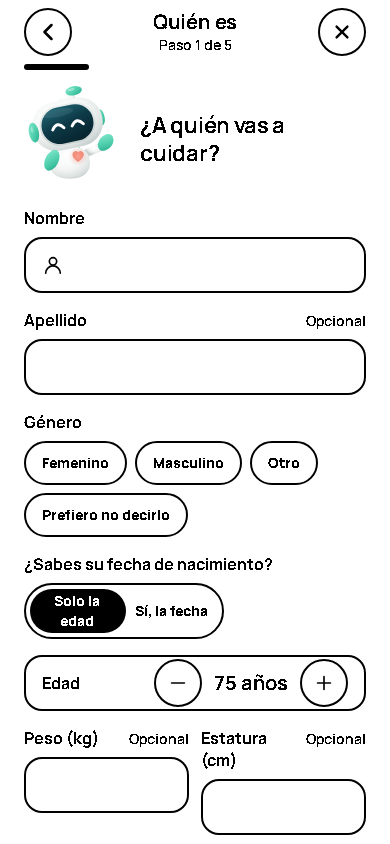 Quién es
Paso 1 de 5
¿A quién vas a
cuidar?
Nombre
Apellido
Opcional
Género
Femenino
Masculino
Otro
Prefiero no decirlo
¿Sabes su fecha de nacimiento?
Solo la
edad
Sí, la fecha
Edad
75 años
Peso (kg)
Opcional
Estatura
(cm)
Opcional